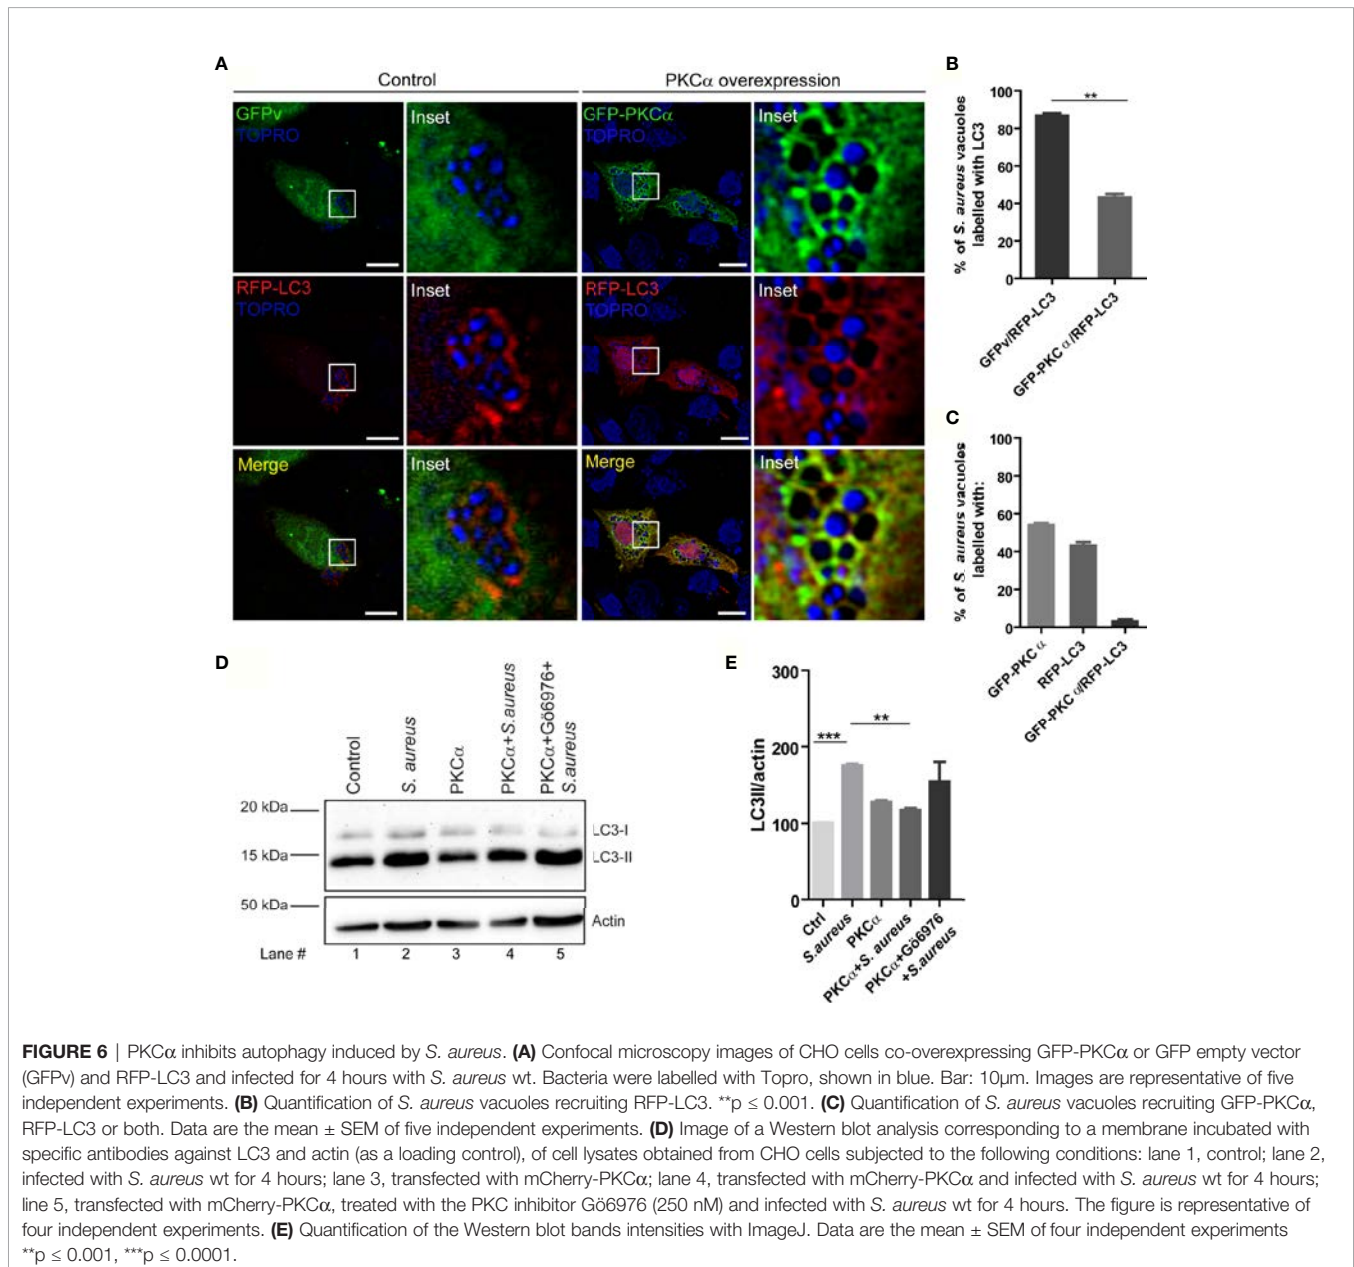 A
Control
PKCα overexpression
GFPv
TOPRO
Inset
GFP-PKCα
TOPRO
Inset
RFP-LC3
TOPRO
Inset
RFP-LC3
TOPRO
Inset
Merge
Inset
Merge
Inset
B
% of S. aureus vacuoles
labelled with LC3
100
80
60
40
20
0
**
GFPv/RFP-LC3
GFP-PKC α/RFP-LC3
C
% of S. aureus vacuoles
labelled with:
100
80
60
40
20
0
GFP-PKC α
RFP-LC3
GFP-PKC α/RFP-LC3
D
Control
S. aureus
PKCα
PKCα+S.aureus
PKCα+Gö6976+
S.aureus
20 kDa
15 kDa
50 kDa
LC3-I
LC3-II
Actin
Lane # 1 2 3 4 5
E
LC3II/actin
300
200
100
0
***
**
Ctrl
S.aureus
PKCα
PKCα+S. aureus
PKCα+Gö6976
+S.aureus
FIGURE 6 | PKCα inhibits autophagy induced by S. aureus. (A) Confocal microscopy images of CHO cells co-overexpressing GFP-PKCα or GFP empty vector
(GFPv) and RFP-LC3 and infected for 4 hours with S. aureus wt. Bacteria were labelled with Topro, shown in blue. Bar: 10μm. Images are representative of five
independent experiments. (B) Quantification of S. aureus vacuoles recruiting RFP-LC3. **p ≤ 0.001. (C) Quantification of S. aureus vacuoles recruiting GFP-PKCα,
RFP-LC3 or both. Data are the mean ± SEM of five independent experiments. (D) Image of a Western blot analysis corresponding to a membrane incubated with
specific antibodies against LC3 and actin (as a loading control), of cell lysates obtained from CHO cells subjected to the following conditions: lane 1, control; lane 2,
infected with S. aureus wt for 4 hours; lane 3, transfected with mCherry-PKCα; lane 4, transfected with mCherry-PKCα and infected with S. aureus wt for 4 hours;
line 5, transfected with mCherry-PKCα, treated with the PKC inhibitor Gö6976 (250 nM) and infected with S. aureus wt for 4 hours. The figure is representative of
four independent experiments. (E) Quantification of the Western blot bands intensities with ImageJ. Data are the mean ± SEM of four independent experiments
**p ≤ 0.001, ***p ≤ 0.0001.